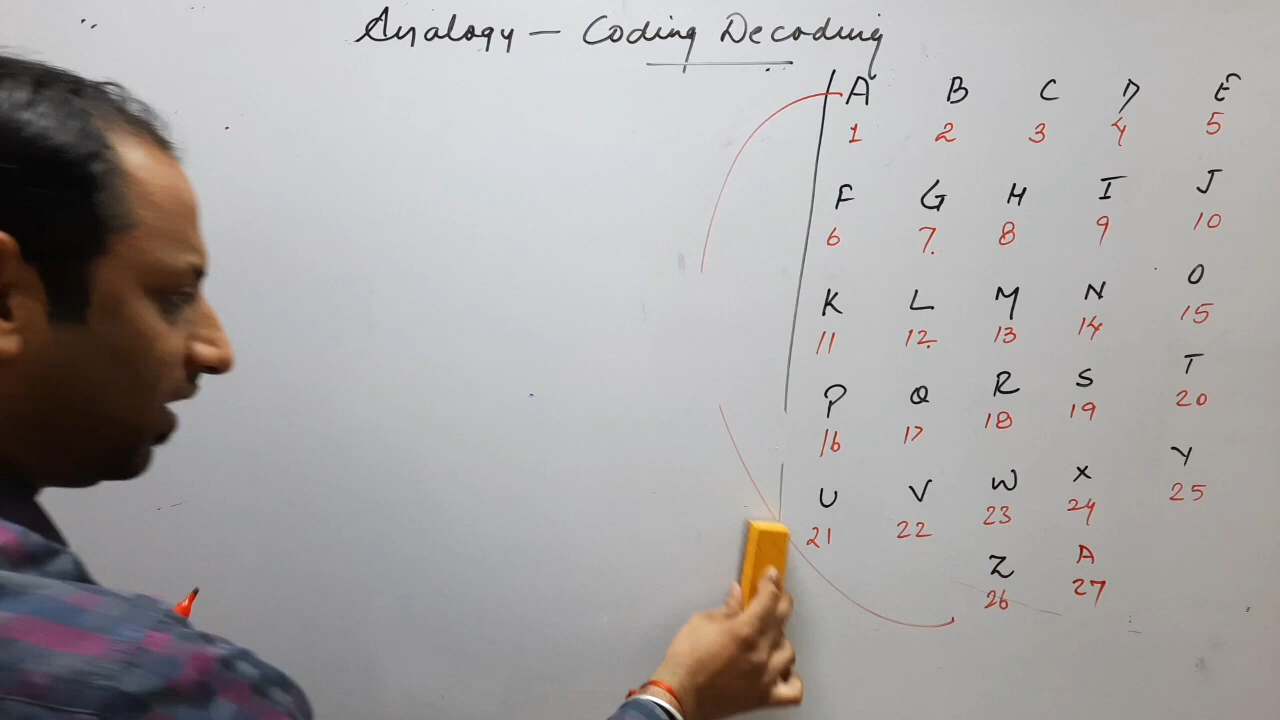 Analogy - Coding Decoding
A B C D E
1 2 3 4 5
F G H I J
6 7 8 9 10
K L M N O
11 12 13 14 15
P Q R S T
16 17 18 19 20
U V W X Y
21 22 23 24 25
Z A
26 27